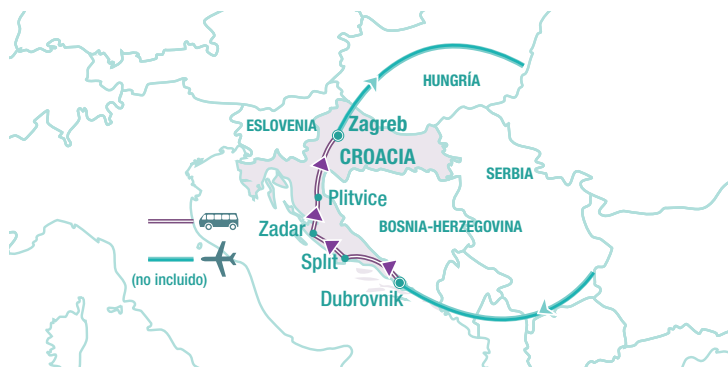 HUNGRÍA
ESLOVENIA
Zagreb
CROACIA
SERBIA
Plitvice
BOSNIA-HERZEGOVINA
Zadar
Split
(no incluido)
Dubrovnik